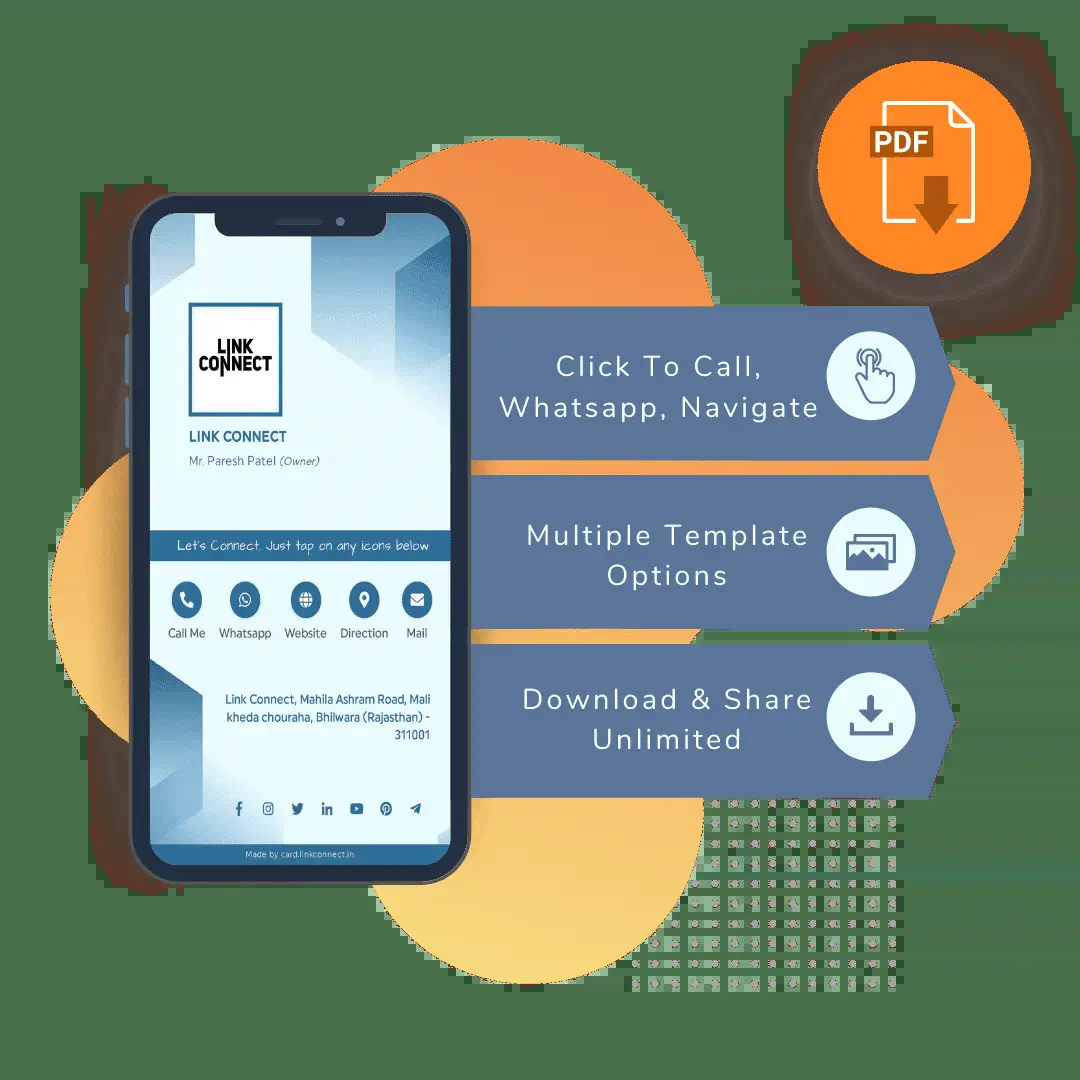 PDF
LINK
CONNECT
LINK CONNECT
Mr. Paresh Patel (Owner)
Let's Connect. Just tap on any icons below
Call Me Whatsapp Website Direction Mail
Link Connect, Mahila Ashram Road, Mali
kheda chouraha, Bhilwara (Rajasthan) -
311001
Made by card.linkconnect.in
Click To Call,
Whatsapp, Navigate
Multiple Template
Options
Download & Share
Unlimited